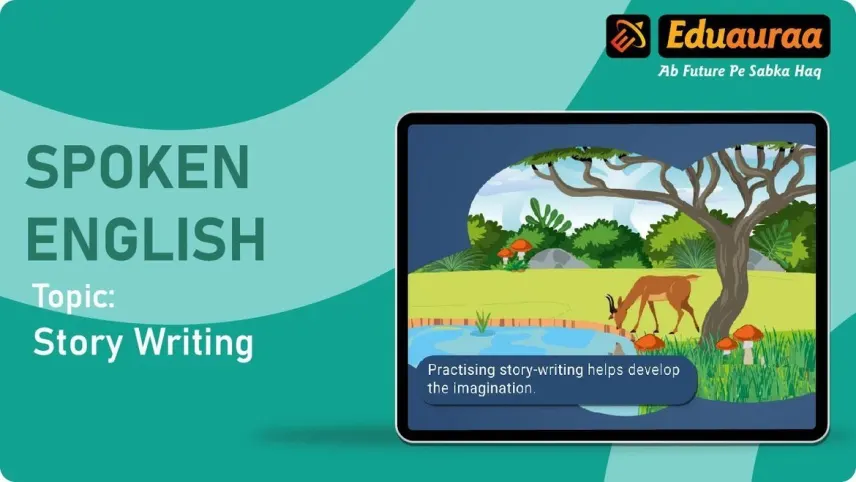 Eduauraa
Ab Future Pe Sabka Haq
SPOKEN
ENGLISH
Topic:
Story Writing
Practising story-writing helps develop
the imagination.